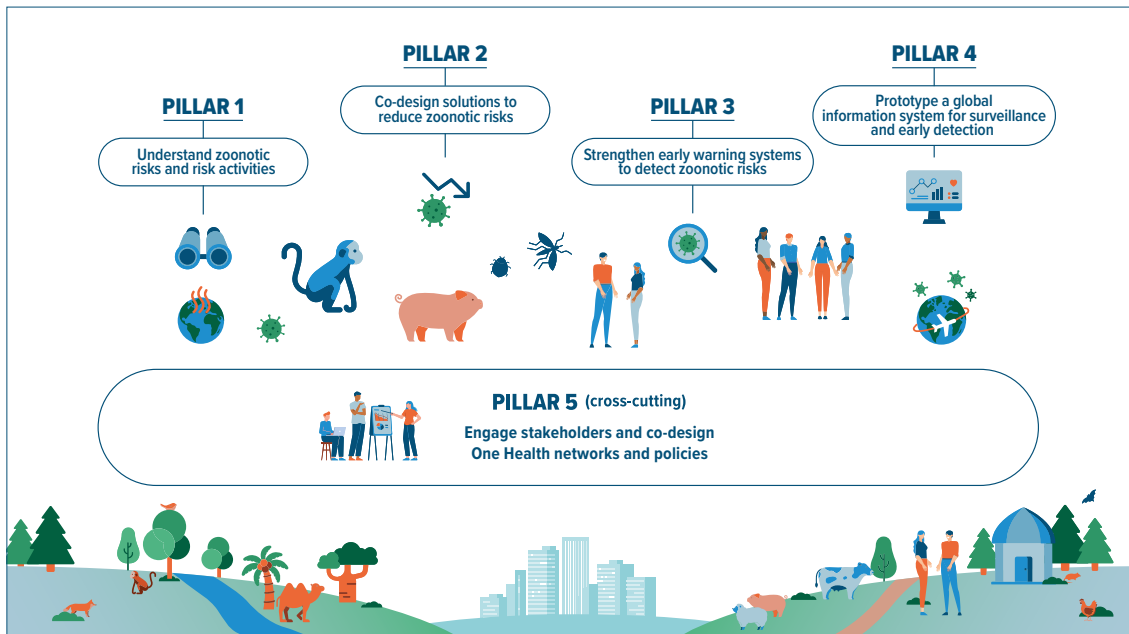 PILLAR 1
Understand zoonotic
risks and risk activities
PILLAR 2
Co-design solutions to
reduce zoonotic risks
PILLAR 3
Strengthen early warning systems
to detect zoonotic risks
PILLAR 4
Prototype a global
information system for surveillance
and early detection
PILLAR 5 (cross-cutting)
Engage stakeholders and co-design
One Health networks and policies